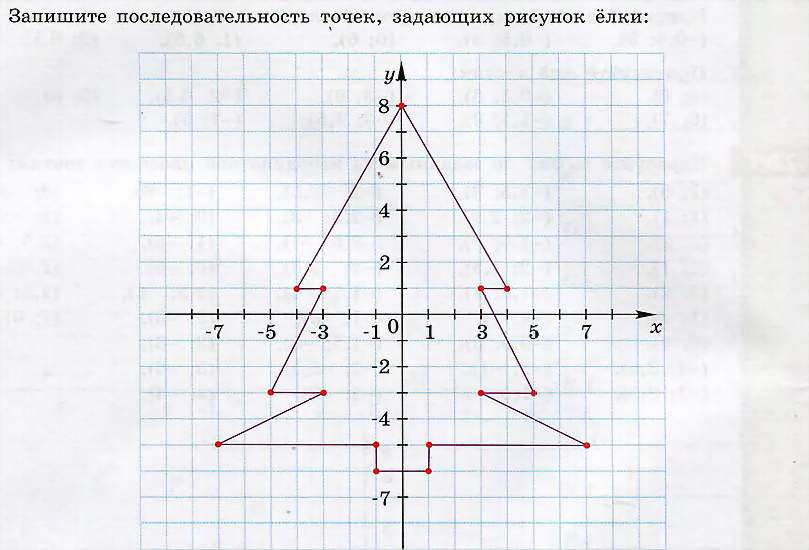 Запишите последовательность точек, задающих рисунок ёлки:
y
8
6
4
2
-7 -5 -3 -1 0 1 3 5 7 x
-2
-4
-7